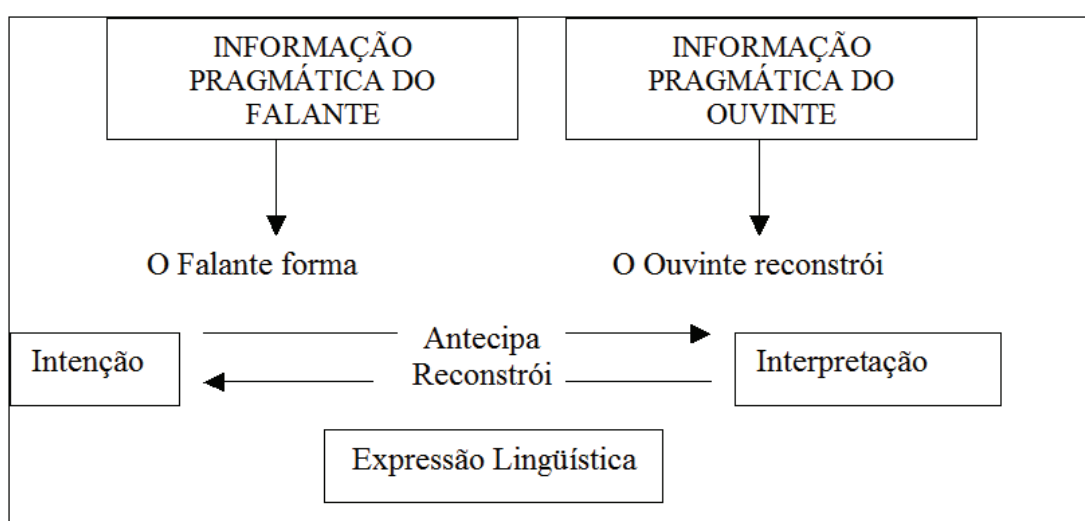 INFORMAÇÃO
PRAGMÁTICA DO
FALANTE
INFORMAÇÃO
PRAGMÁTICA DO
OUVINTE
O Falante forma
O Ouvinte reconstrói
Intenção
Antecipa
Reconstrói
Interpretação
Expressão Lingüística